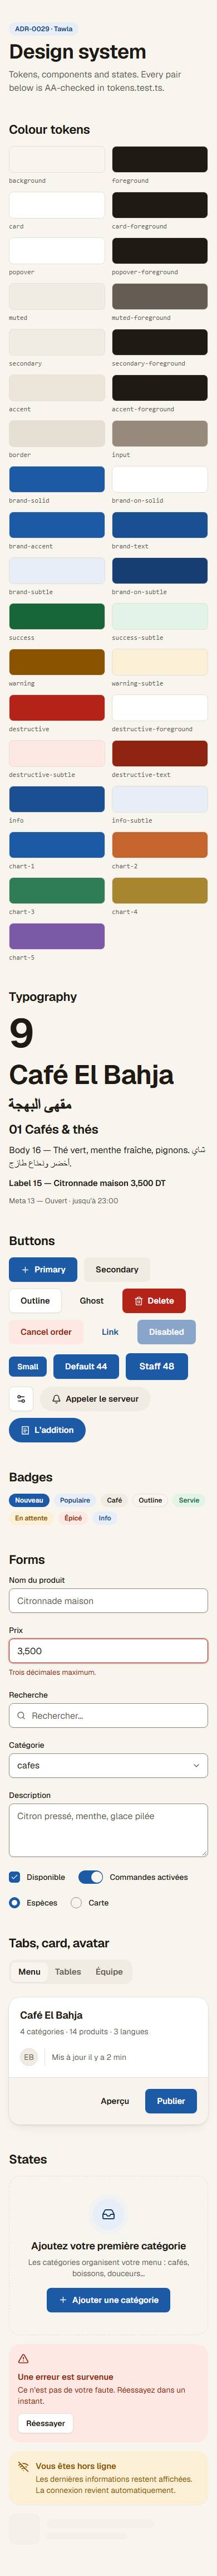 ADR-0029 · Tawla
Design system
Tokens, components and states. Every pair
below is AA-checked in tokens.test.ts.
Colour tokens
background foreground
card card-foreground
popover popover-foreground
muted muted-foreground
secondary secondary-foreground
accent accent-foreground
border input
brand-solid brand-on-solid
brand-accent brand-text
brand-subtle brand-on-subtle
success success-subtle
warning warning-subtle
destructive destructive-foreground
destructive-subtle destructive-text
info info-subtle
chart-1 chart-2
chart-3 chart-4
chart-5
Typography
9
Café El Bahja
مقهى البهجة
01 Cafés & thés
Body 16 — Thé vert, menthe fraîche, pignons. شاي
أخضر ونعناع طازج.
Label 15 — Citronnade maison 3,500 DT
Meta 13 — Ouvert · jusqu'à 23:00
Buttons
Primary Secondary
Outline Ghost Delete
Cancel order Link Disabled
Small Default 44 Staff 48
Appeler le serveur
L'addition
Badges
Nouveau Populaire Café Outline Servie
En attente Épicé Info
Forms
Nom du produit
Citronnade maison
Prix
3,500
Trois décimales maximum.
Recherche
Rechercher…
Catégorie
cafes
Description
Citron pressé, menthe, glace pilée
Disponible Commandes activées
Espèces Carte
Tabs, card, avatar
Menu Tables Équipe
Café El Bahja
4 catégories · 14 produits · 3 langues
EB Mis à jour il y a 2 min
Aperçu Publier
States
Ajoutez votre première catégorie
Les catégories organisent votre menu : cafés,
boissons, douceurs…
Ajouter une catégorie
Une erreur est survenue
Ce n'est pas de votre faute. Réessayez dans un
instant.
Réessayer
Vous êtes hors ligne
Les dernières informations restent affichées.
La connexion revient automatiquement.